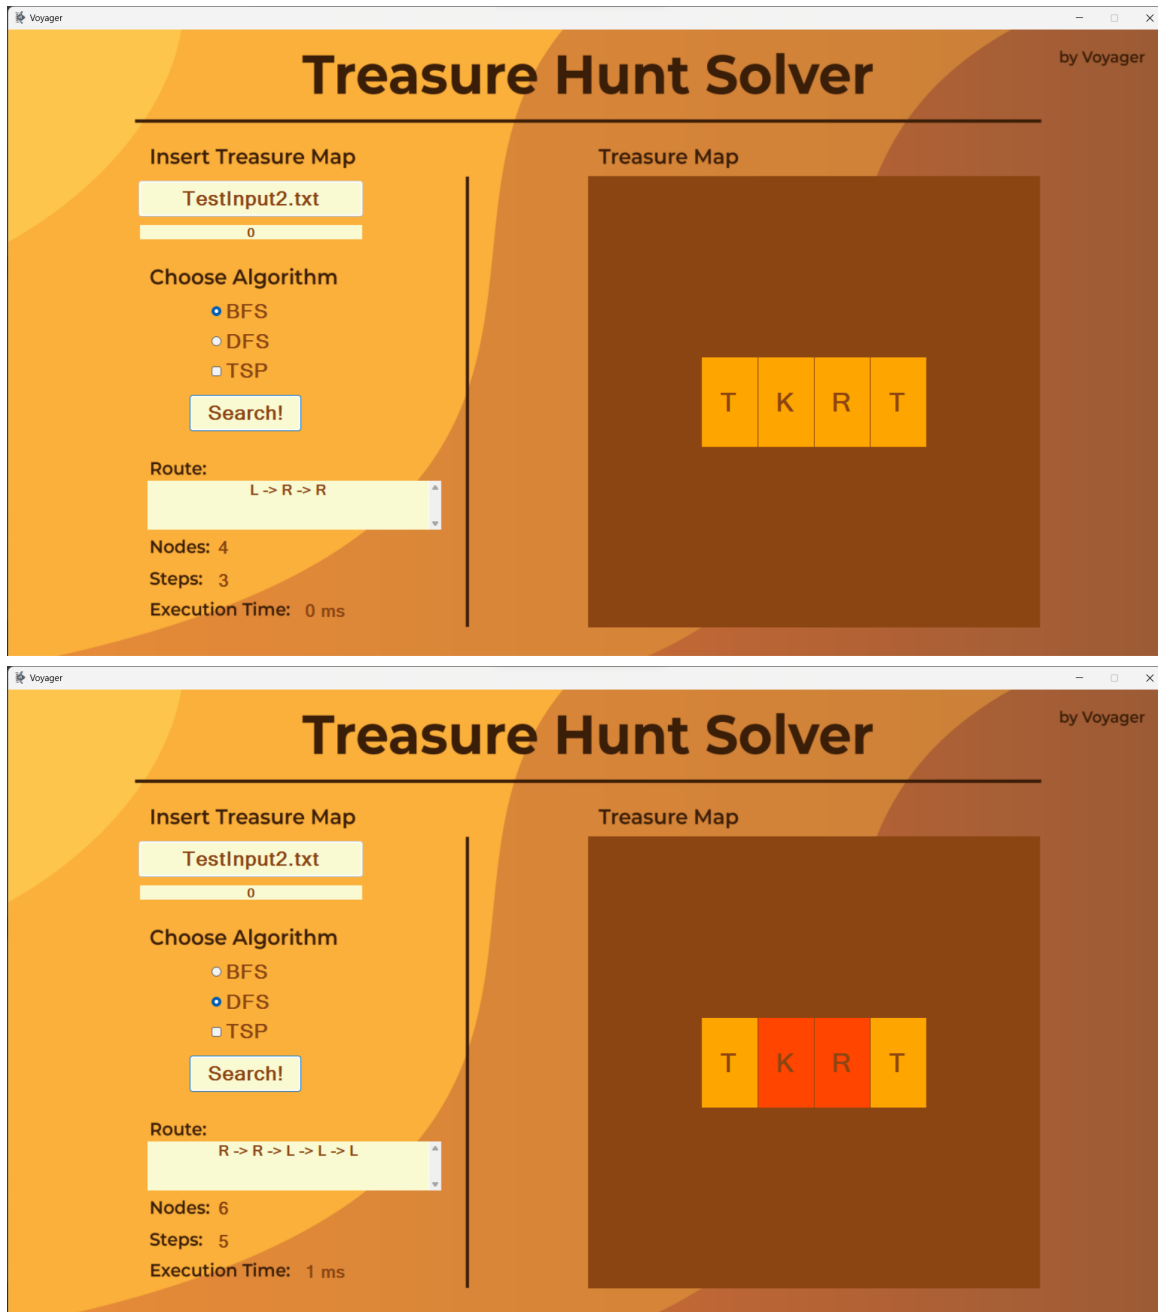 Voyager
Treasure Hunt Solver
by Voyager
Insert Treasure Map
TestInput2.txt
0
Choose Algorithm
BFS
DFS
TSP
Search!
Route:
L -> R -> R
Nodes: 4
Steps: 3
Execution Time: 0 ms
Treasure Map
T K R T
Voyager
Treasure Hunt Solver
by Voyager
Insert Treasure Map
TestInput2.txt
0
Choose Algorithm
BFS
DFS
TSP
Search!
Route:
R -> R -> L -> L -> L
Nodes: 6
Steps: 5
Execution Time: 1 ms
Treasure Map
T K R T